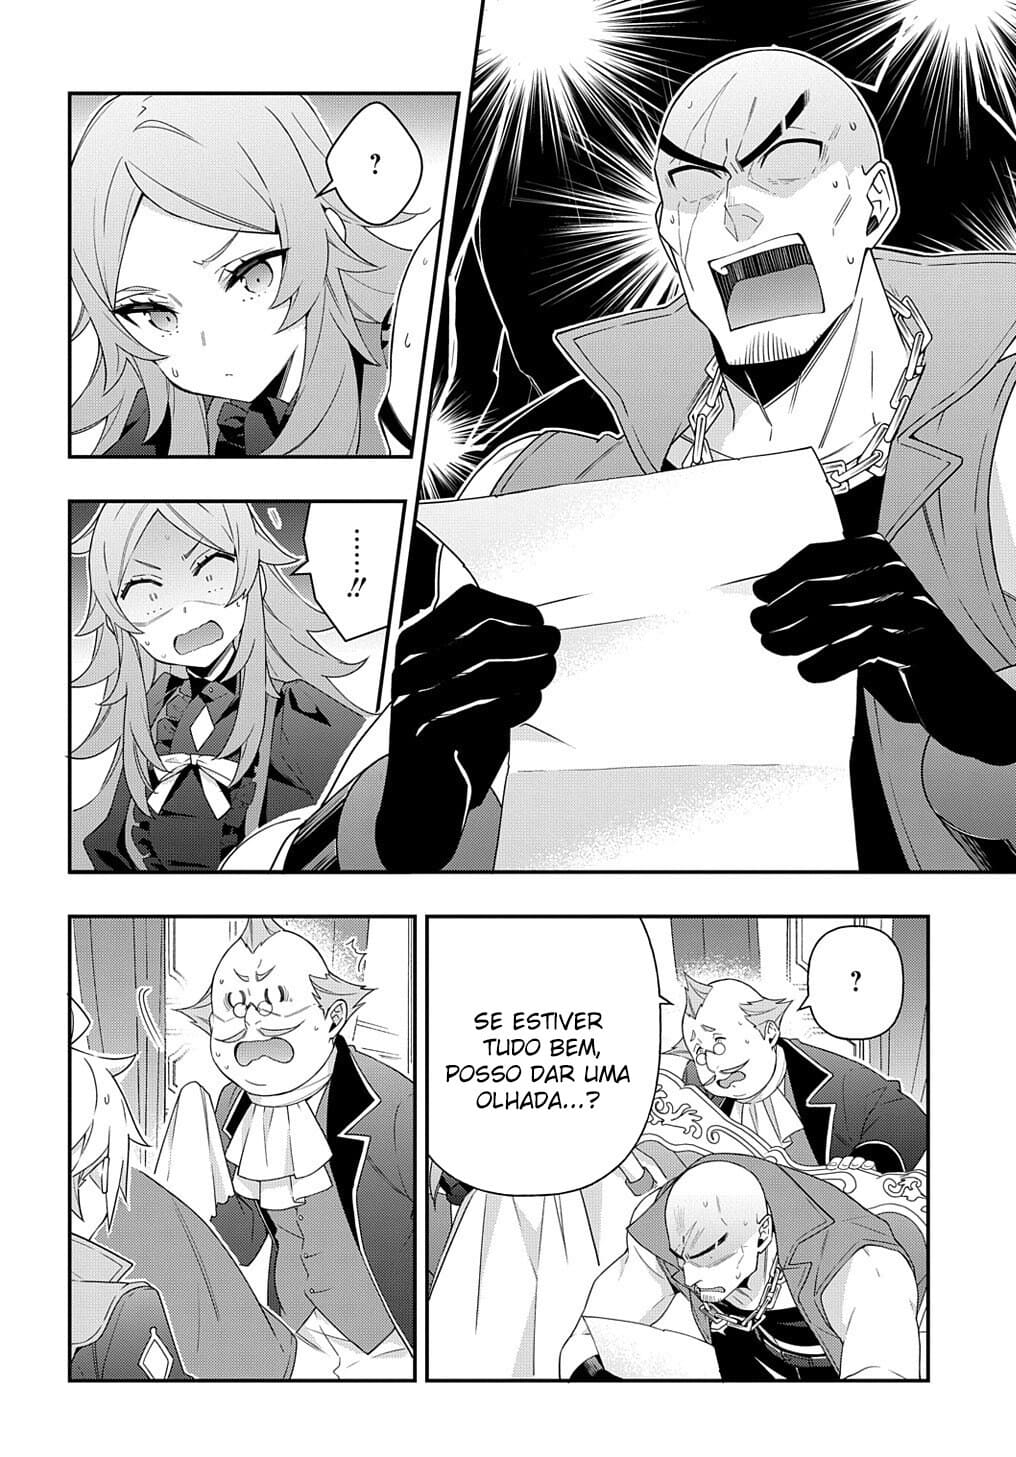 ?
.......!!
?
SE ESTIVER
TUDO BEM,
POSSO DAR UMA
OLHADA...?